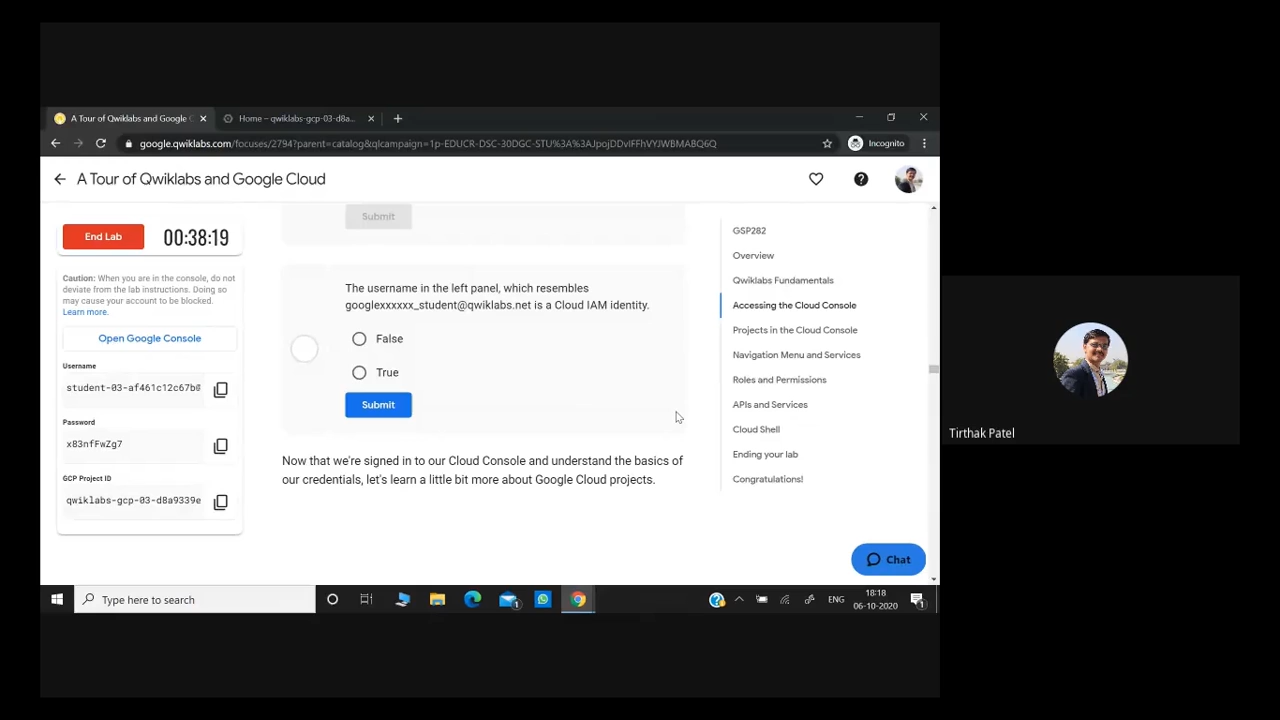 A Tour of Qwiklabs and Google C
Home – qwiklabs-gcp-03-d8a...
google.qwiklabs.com/focuses/2794?parent=catalog&qlcampaign=1p-EDUCR-DSC-30DGC-STU%3A%3AJpojDDvIFFhVYJWBMABQ6Q
Incognito
A Tour of Qwiklabs and Google Cloud
End Lab
00:38:19
Caution: When you are in the console, do not
deviate from the lab instructions. Doing so
may cause your account to be blocked.
Learn more.
Open Google Console
Username
student-03-af461c12c67b@
Password
x83nfFwZg7
GCP Project ID
qwiklabs-gcp-03-d8a9339e
Submit
The username in the left panel, which resembles
googlexxxxxx_student@qwiklabs.net is a Cloud IAM identity.
False
True
Submit
Now that we're signed in to our Cloud Console and understand the basics of
our credentials, let's learn a little bit more about Google Cloud projects.
GSP282
Overview
Qwiklabs Fundamentals
Accessing the Cloud Console
Projects in the Cloud Console
Navigation Menu and Services
Roles and Permissions
APIs and Services
Cloud Shell
Ending your lab
Congratulations!
Chat
Type here to search
1
ENG
18:18
06-10-2020
1
Tirthak Patel